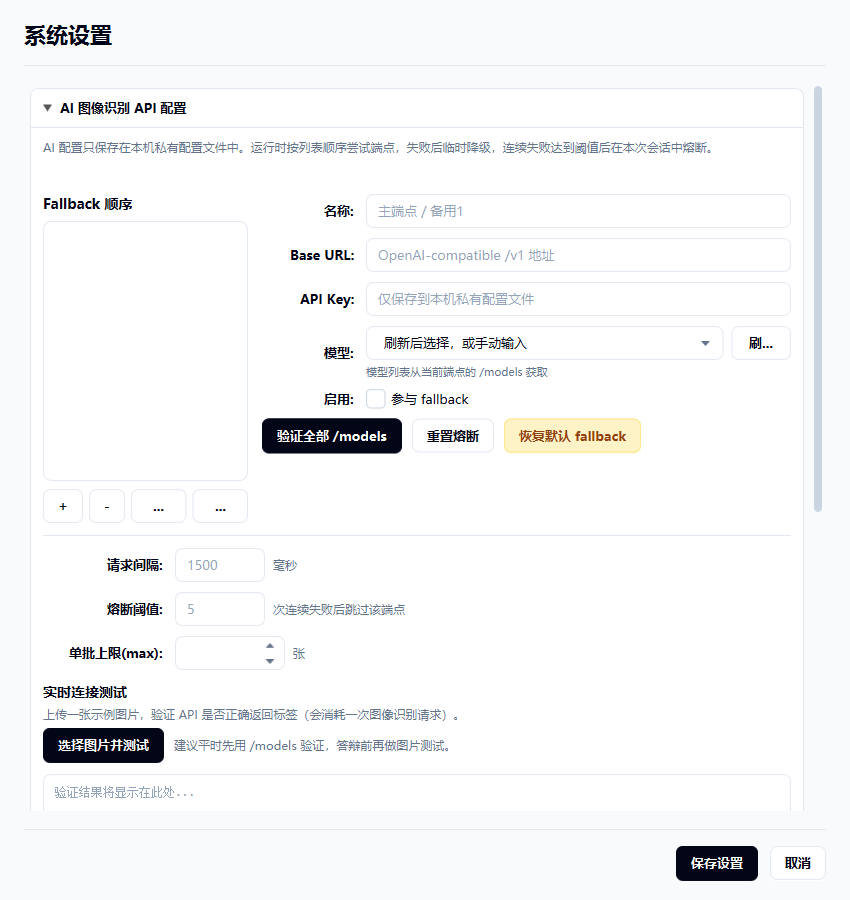 系统设置
▼ AI 图像识别 API 配置
AI 配置只保存在本机私有配置文件中。运行时按列表顺序尝试端点，失败后临时降级，连续失败达到阈值后在本次会话中熔断。
Fallback 顺序
名称: 主端点 / 备用1
Base URL: OpenAI-compatible /v1 地址
API Key: 仅保存到本机私有配置文件
模型: 刷新后选择，或手动输入 刷...
模型列表从当前端点的 /models 获取
启用: 参与 fallback
验证全部 /models 重置熔断 恢复默认 fallback
+ - ... ...
请求间隔: 1500 毫秒
熔断阈值: 5 次连续失败后跳过该端点
单批上限(max): 张
实时连接测试
上传一张示例图片，验证 API 是否正确返回标签（会消耗一次图像识别请求）。
选择图片并测试 建议平时先用 /models 验证，答辩前再做图片测试。
验证结果将显示在此处...
保存设置 取消